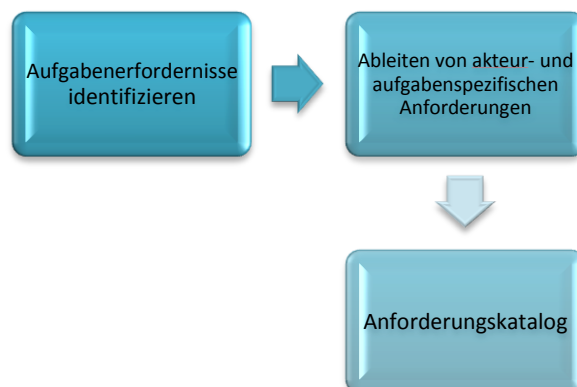 Aufgabenerfordernisse
identifizieren
Ableiten von akteur- und
aufgabenspezifischen
Anforderungen
Anforderungskatalog